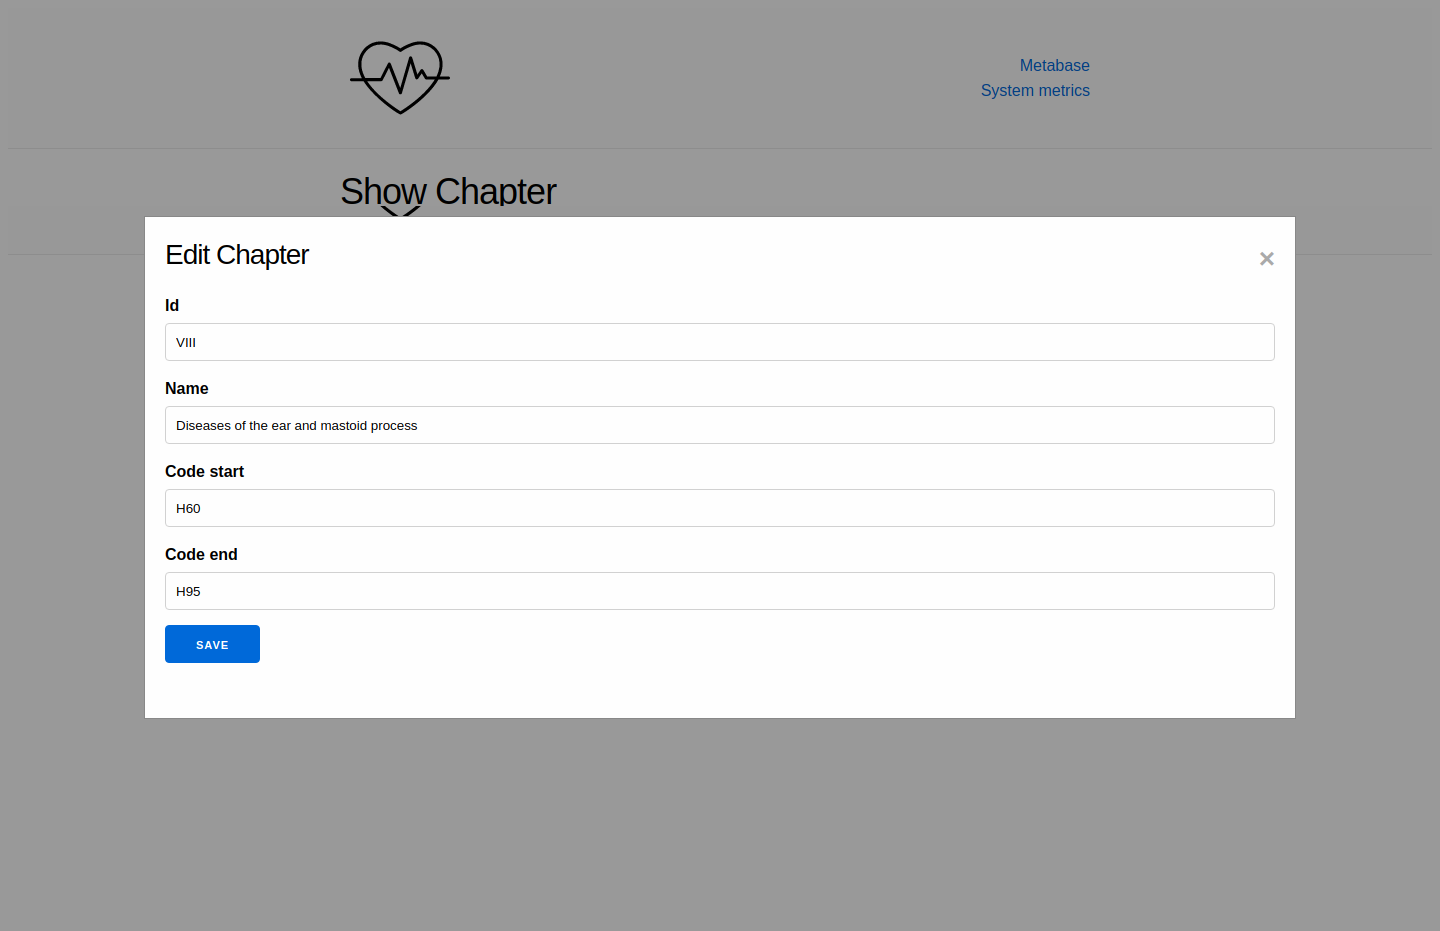 Metabase
System metrics
Show Chapter
Edit Chapter
×
Id
VIII
Name
Diseases of the ear and mastoid process
Code start
H60
Code end
H95
SAVE